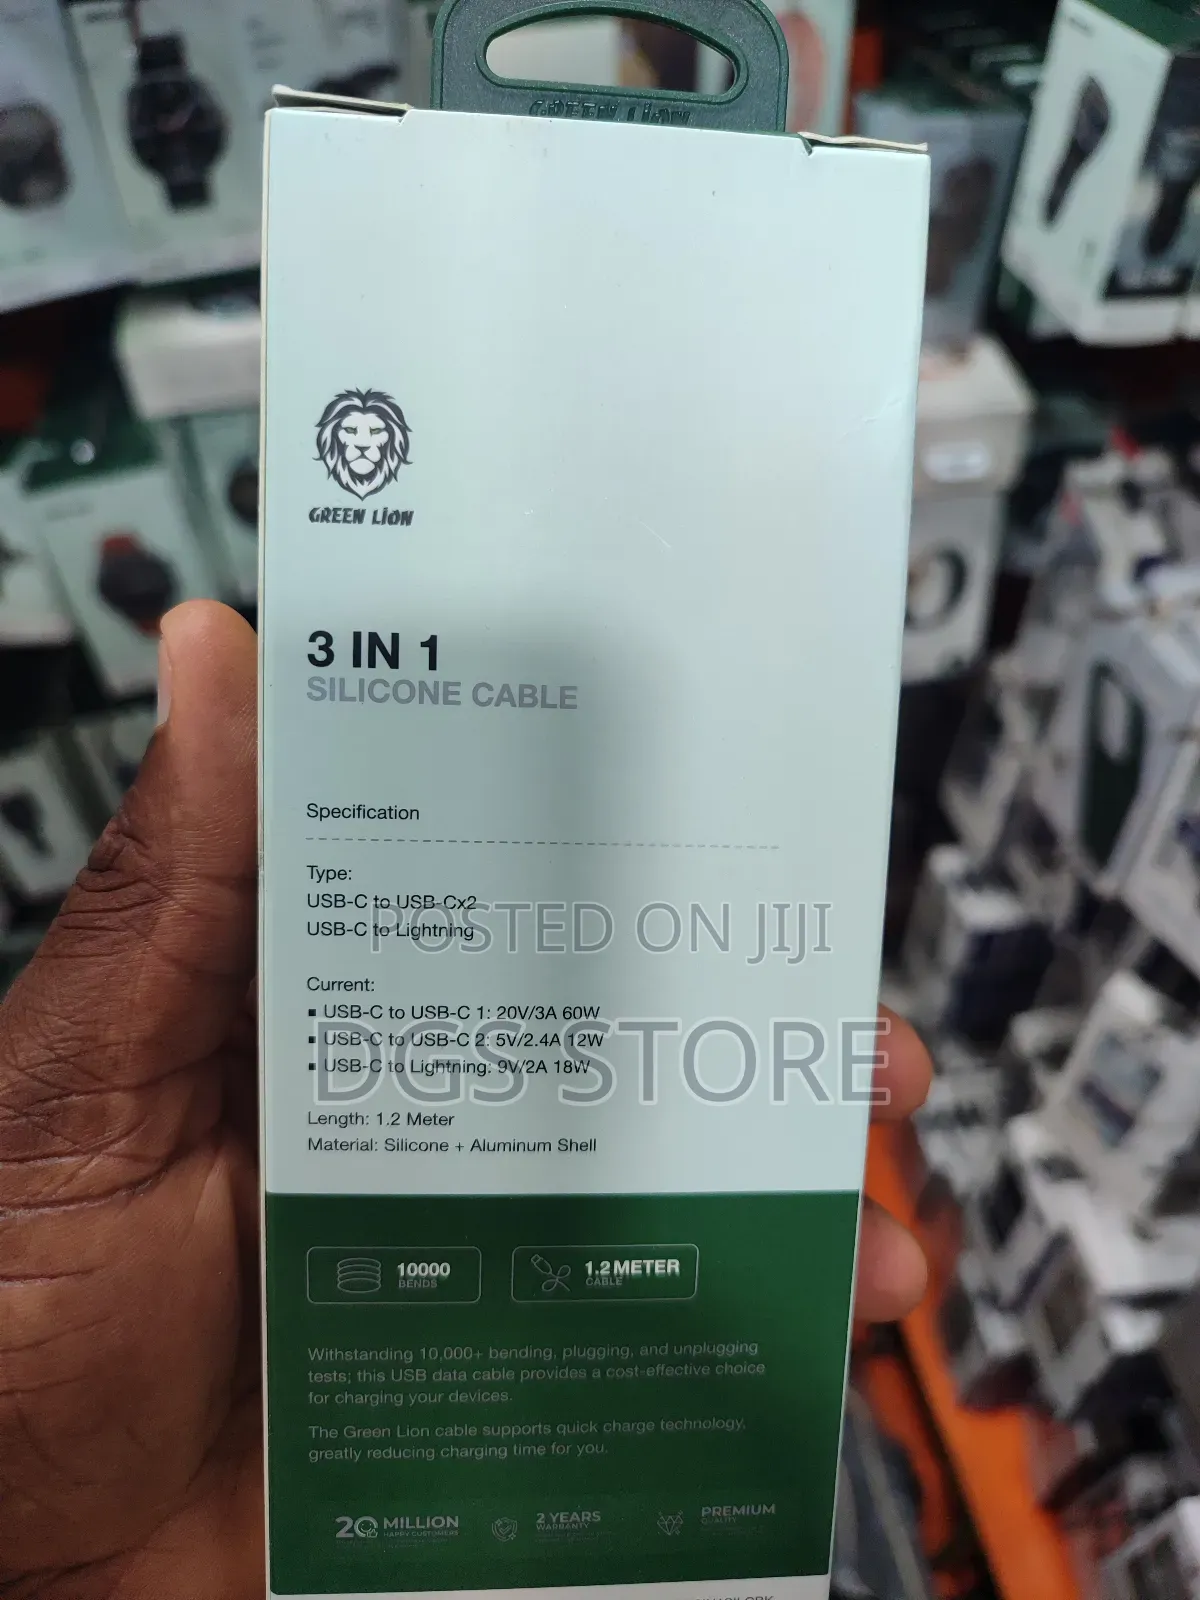 GREEN LiON
GREEN LiON
3 IN 1
SILICONE CABLE
Specification
Type:
USB-C to USB-Cx2
USB-C to Lightning
POSTED ON JIJI
Current:
▪ USB-C to USB-C 1: 20V/3A 60W
▪ USB-C to USB-C 2: 5V/2.4A 12W
▪ USB-C to Lightning: 9V/2A 18W
DGS STORE
Length: 1.2 Meter
Material: Silicone + Aluminum Shell
10000
BENDS
1.2 METER
CABLE
Withstanding 10,000+ bending, plugging, and unplugging
tests; this USB data cable provides a cost-effective choice
for charging your devices.
The Green Lion cable supports quick charge technology,
greatly reducing charging time for you.
20 MILLION
HAPPY CUSTOMERS
2 YEARS
WARRANTY
PREMIUM
QUALITY